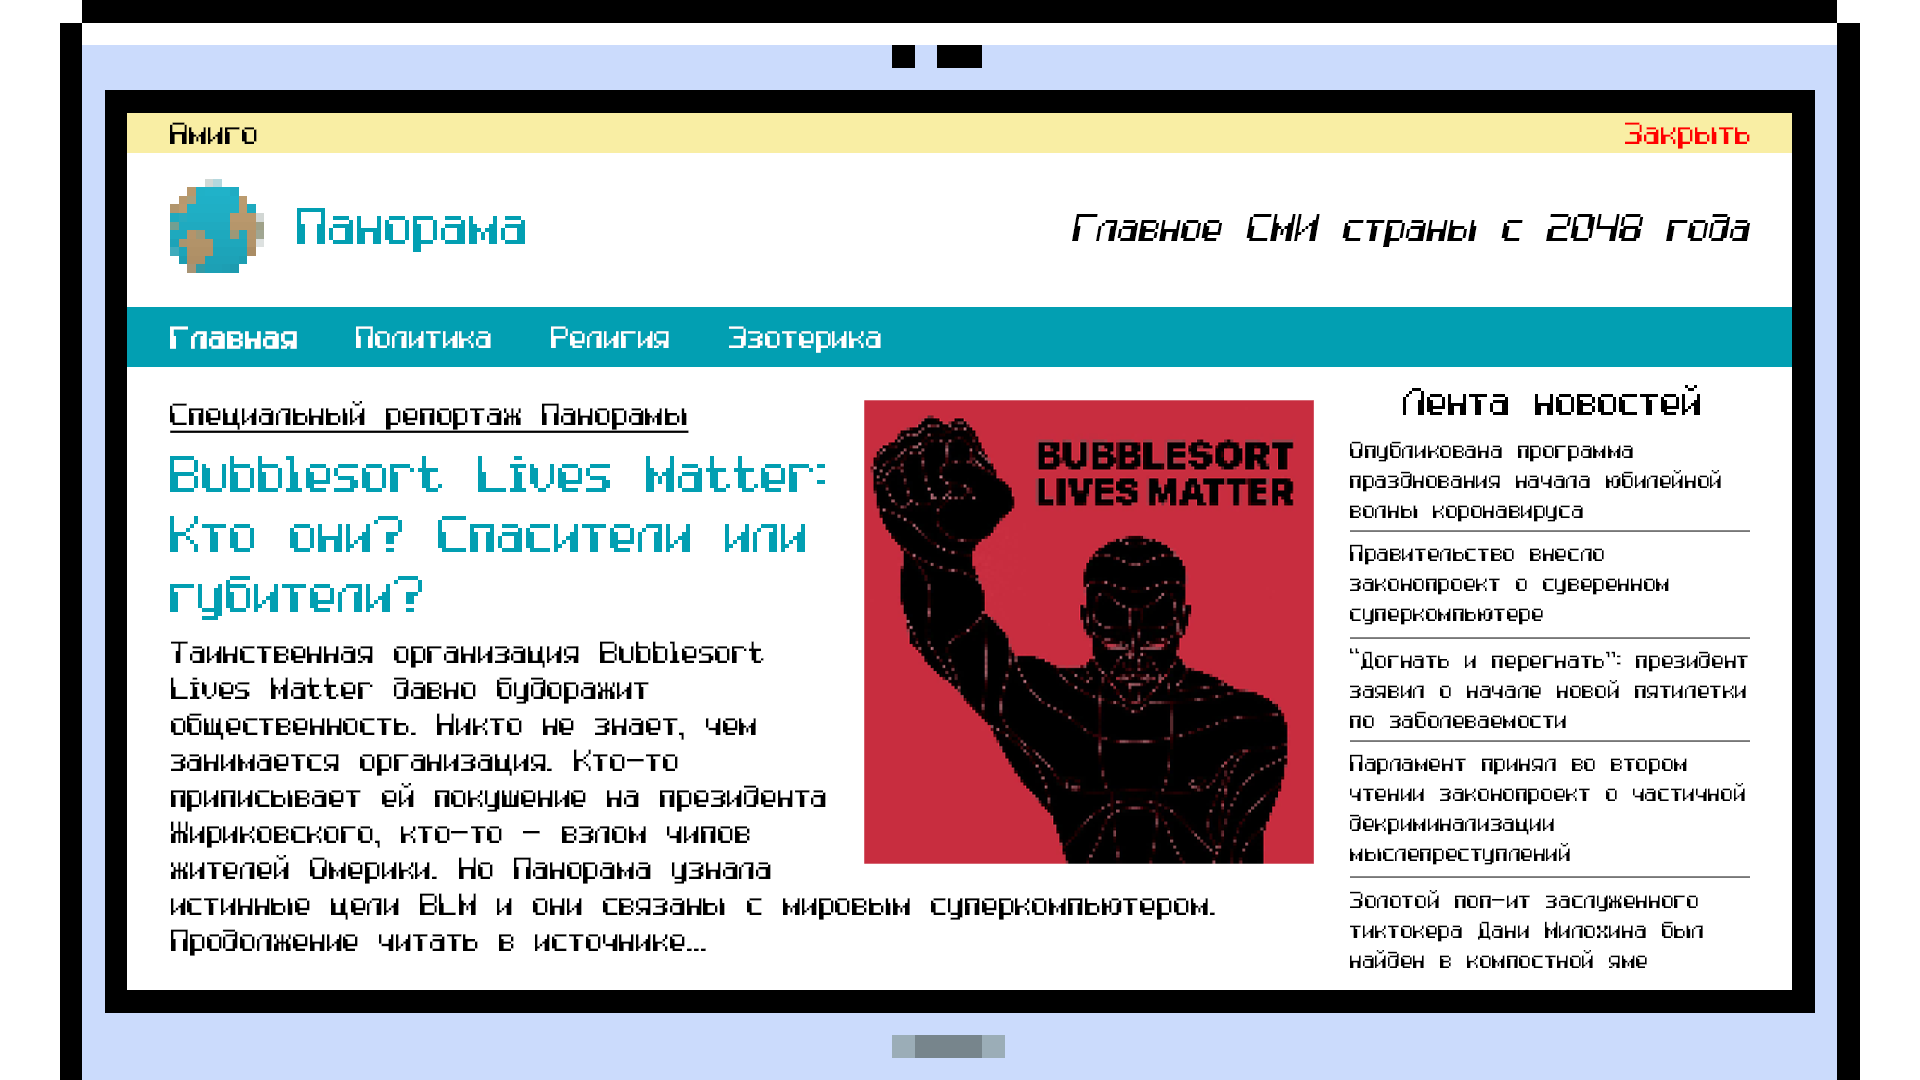 Амиго
Закрыть
Панорама
Главное СМИ страны с 2048 года
Главная Политика Религия Эзотерика
Специальный репортаж Панорамы
Bubblesort Lives Matter:
Кто они? Спасители или
губители?
Таинственная организация Bubblesort
Lives Matter давно будоражит
общественность. Никто не знает, чем
занимается организация. Кто-то
приписывает ей покушение на президента
Жириковского, кто-то — взлом чипов
жителей Омерики. Но Панорама узнала
истинные цели BLM и они связаны с мировым суперкомпьютером.
Продолжение читать в источнике...
BUBBLESORT
LIVES MATTER
Лента новостей
Опубликована программа
празднования начала юбилейной
волны коронавируса
Правительство внесло
законопроект о суверенном
суперкомпьютере
“Догнать и перегнать”: президент
заявил о начале новой пятилетки
по заболеваемости
Парламент принял во втором
чтении законопроект о частичной
декриминализации
мыслепреступлений
Золотой поп-ит заслуженного
тиктокера Дани Милохина был
найден в компостной яме